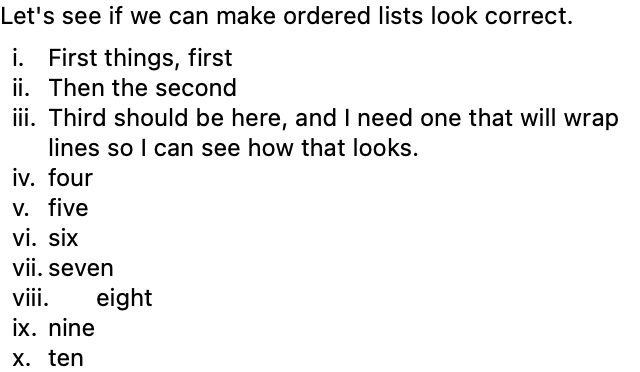 Let's see if we can make ordered lists look correct.
i. First things, first
ii. Then the second
iii. Third should be here, and I need one that will wrap
lines so I can see how that looks.
iv. four
v. five
vi. six
vii. seven
viii. eight
ix. nine
x. ten